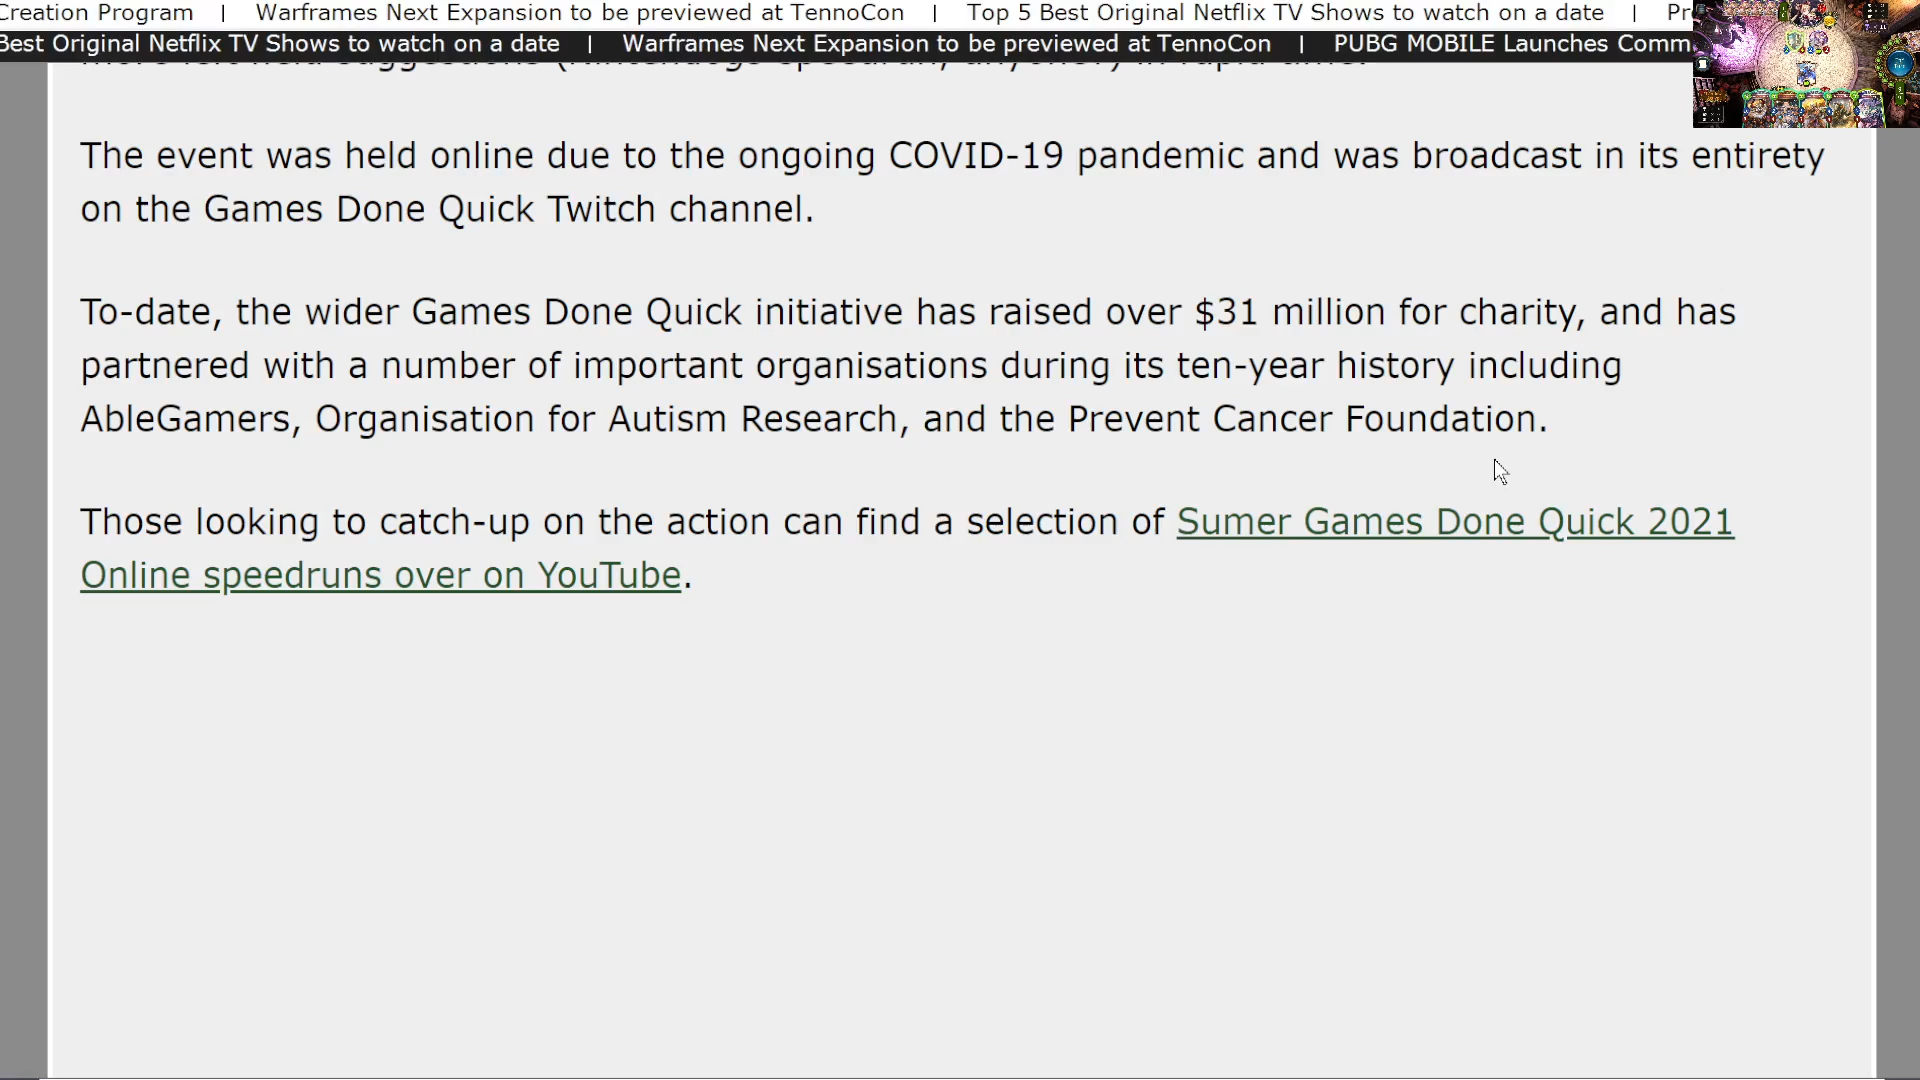 Creation Program | Warframes Next Expansion to be previewed at TennoCon | Top 5 Best Original Netflix TV Shows to watch on a date |
Best Original Netflix TV Shows to watch on a date | Warframes Next Expansion to be previewed at TennoCon | PUBG MOBILE Launches
The event was held online due to the ongoing COVID-19 pandemic and was broadcast in its entirety
on the Games Done Quick Twitch channel.
To-date, the wider Games Done Quick initiative has raised over $31 million for charity, and has
partnered with a number of important organisations during its ten-year history including
AbleGamers, Organisation for Autism Research, and the Prevent Cancer Foundation.
Those looking to catch-up on the action can find a selection of Sumer Games Done Quick 2021
Online speedruns over on YouTube.